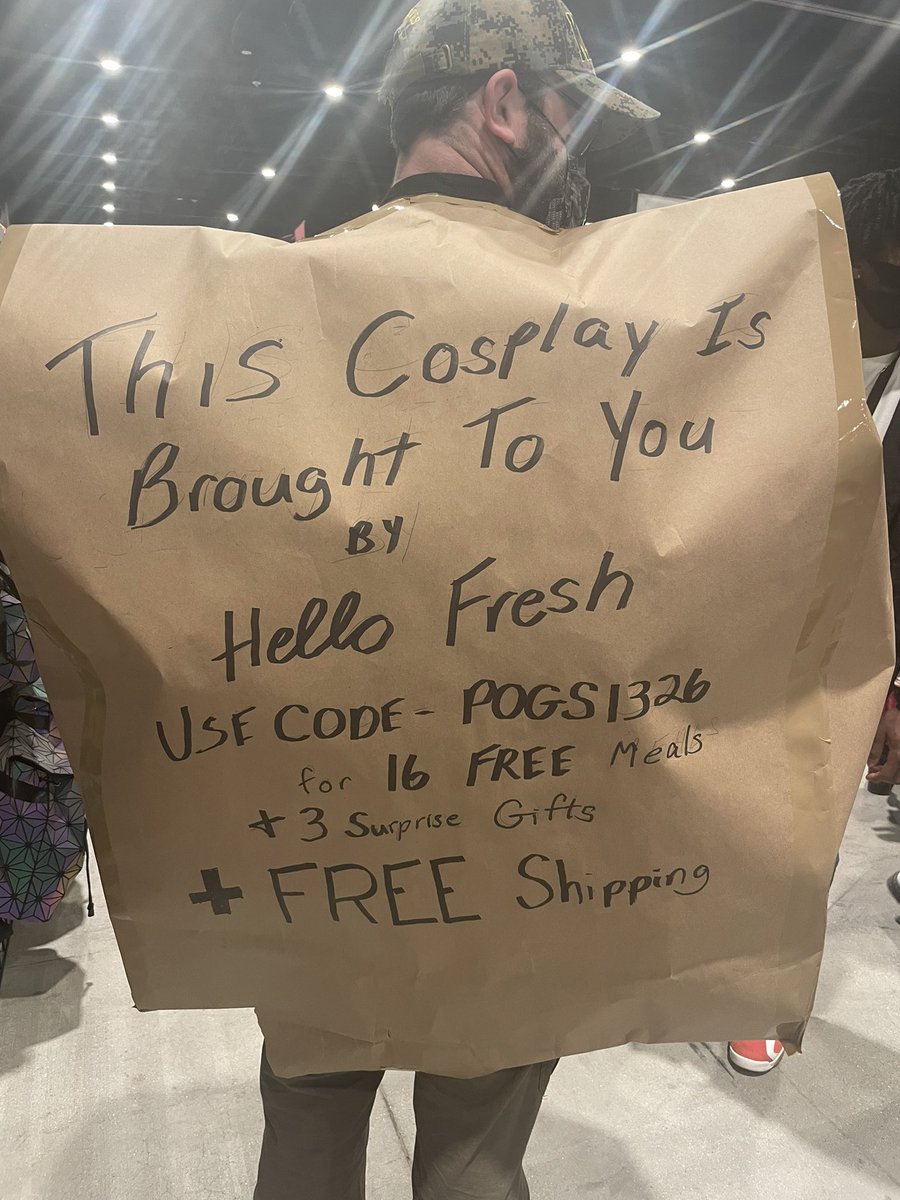 This Cosplay Is
Brought To You
BY
Hello Fresh
USE CODE - POGS1326
for 16 FREE Meals
+ 3 Surprise Gifts
+ FREE Shipping